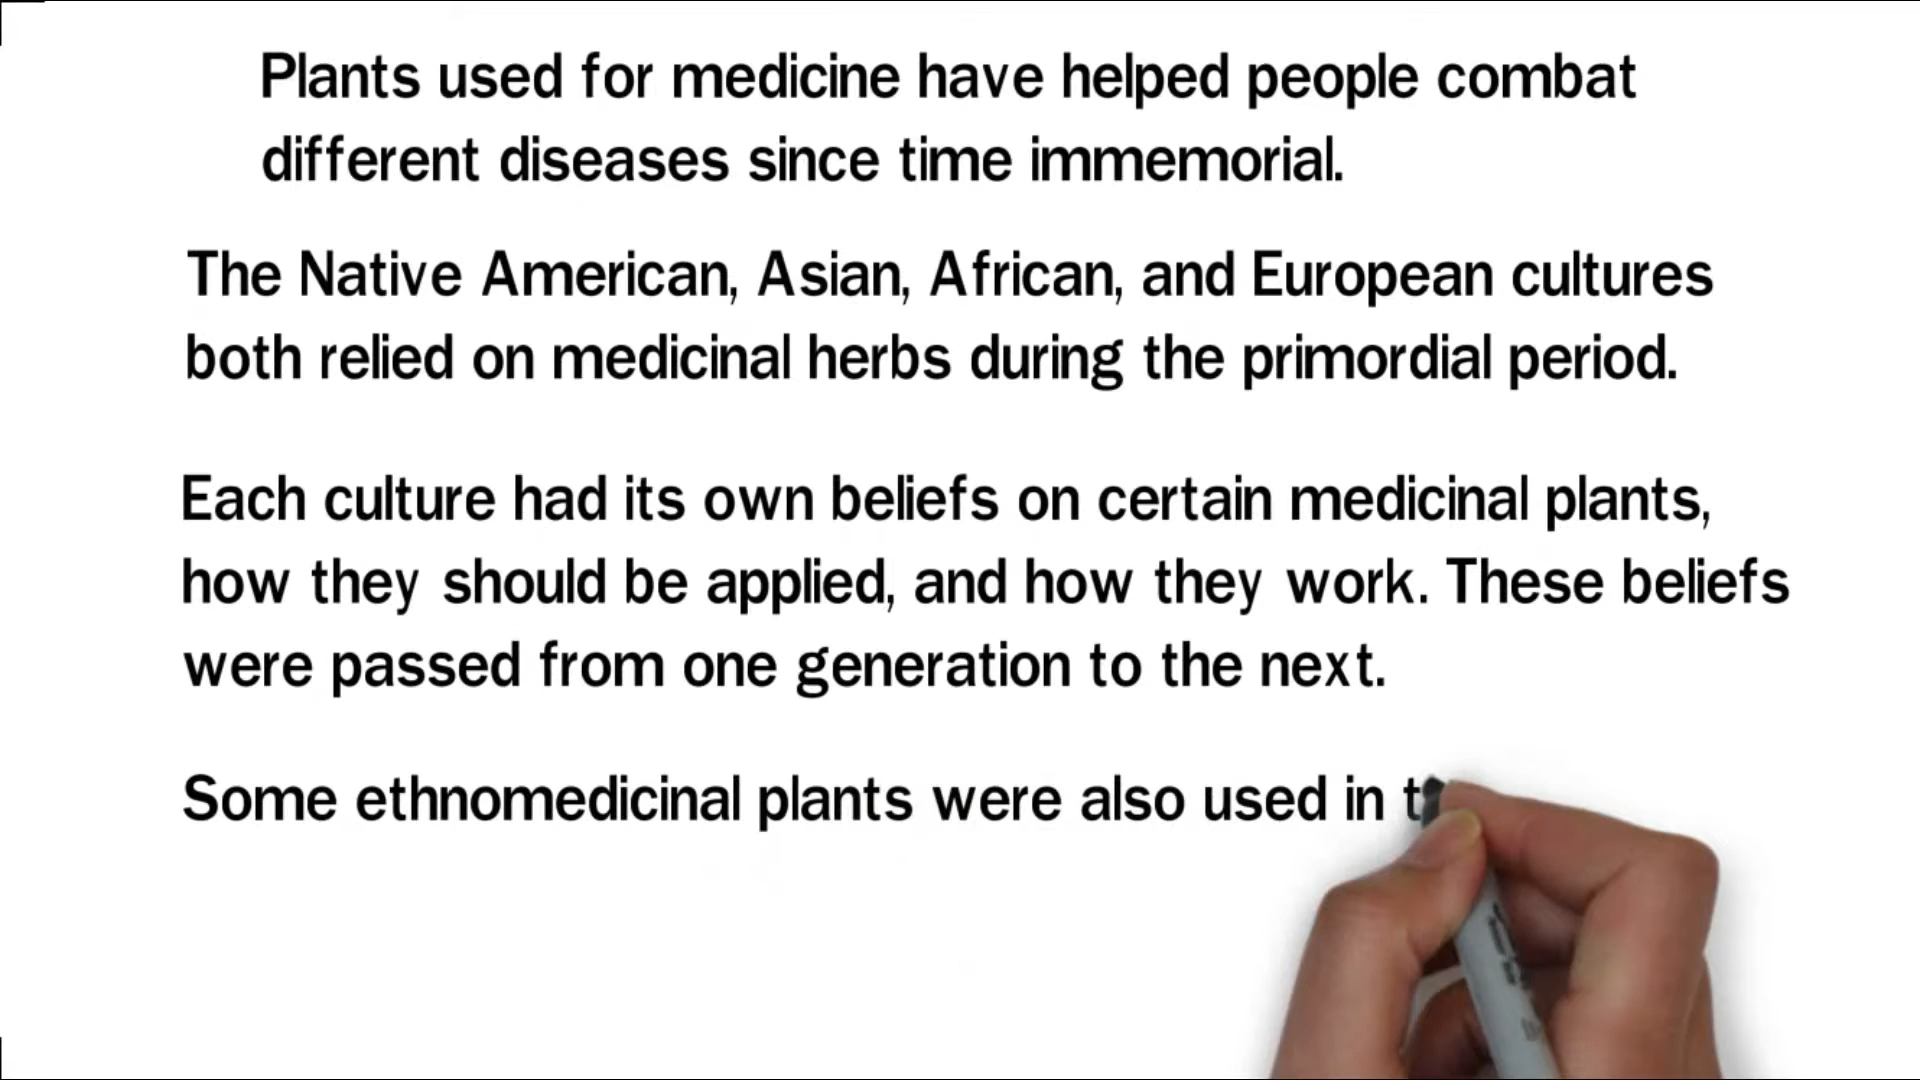 Plants used for medicine have helped people combat
different diseases since time immemorial.
The Native American, Asian, African, and European cultures
both relied on medicinal herbs during the primordial period.
Each culture had its own beliefs on certain medicinal plants,
how they should be applied, and how they work. These beliefs
were passed from one generation to the next.
Some ethnomedicinal plants were also used in